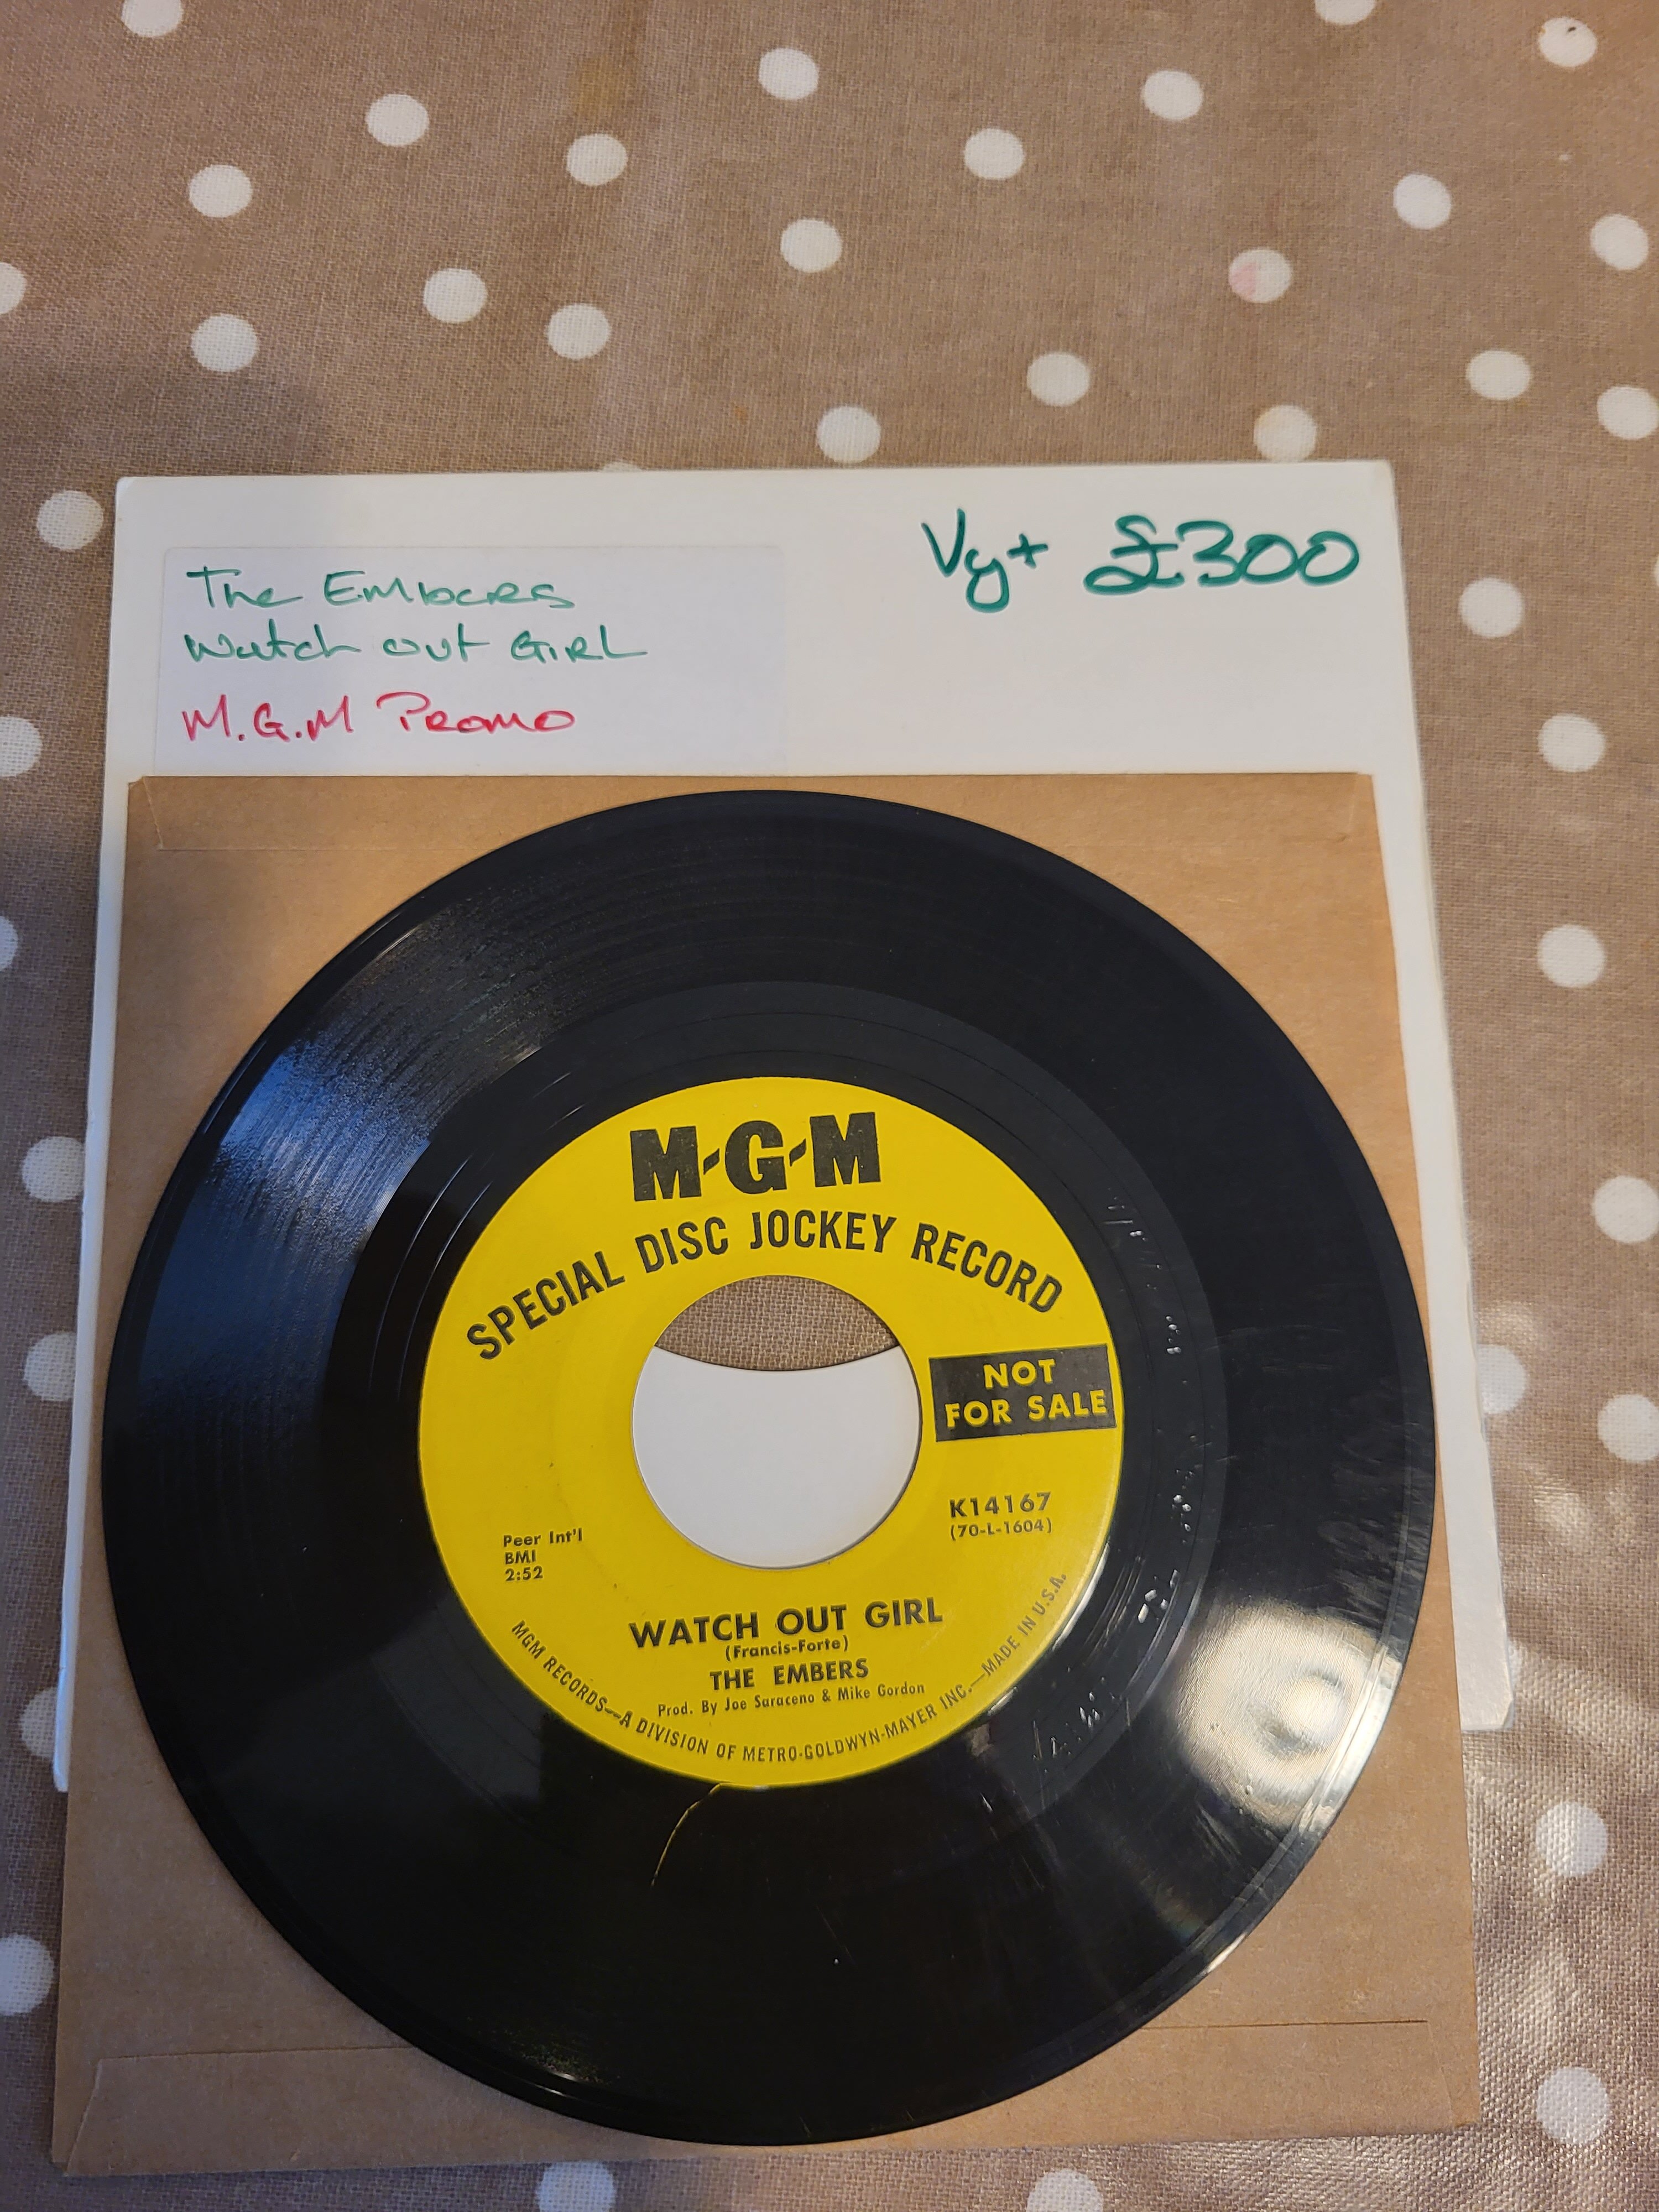 The Embers
Watch out Girl
M.G.M Promo
Vg+ £300
M-G-M
SPECIAL DISC JOCKEY RECORD
NOT
FOR SALE
K14167
(70-L-1604)
Peer Int'l
BMI
2:52
WATCH OUT GIRL
(Francis-Forte)
THE EMBERS
Prod. By Joe Saraceno & Mike Gordon
MGM RECORDS—A DIVISION OF METRO-GOLDWYN-MAYER INC.—MADE IN U.S.A.